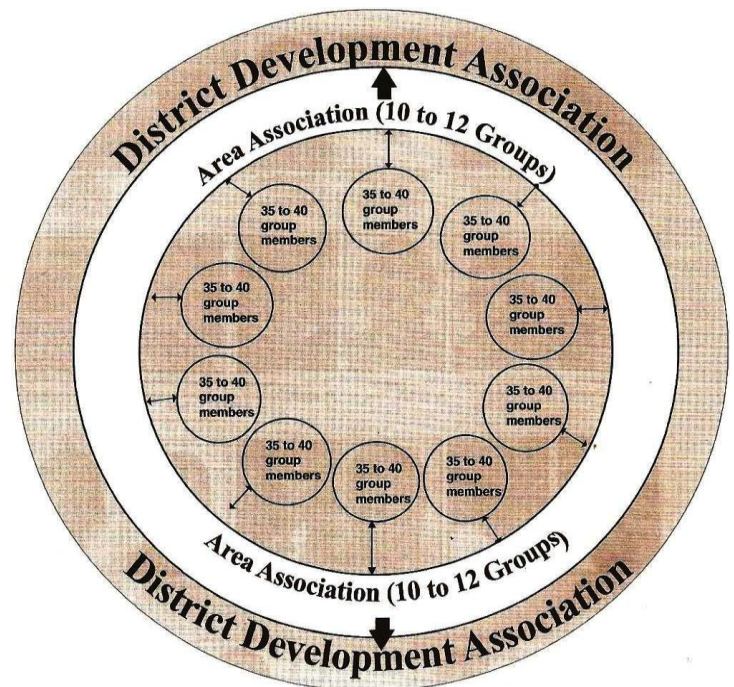 District Development Association
Area Association (10 to 12 Groups)
35 to 40
group
members
35 to 40
group
members
35 to 40
group
members
35 to 40
group
members
35 to 40
group
members
35 to 40
group
members
35 to 40
group
members
35 to 40
group
members
35 to 40
group
members
35 to 40
group
members
Area Association (10 to 12 Groups)
District Development Association